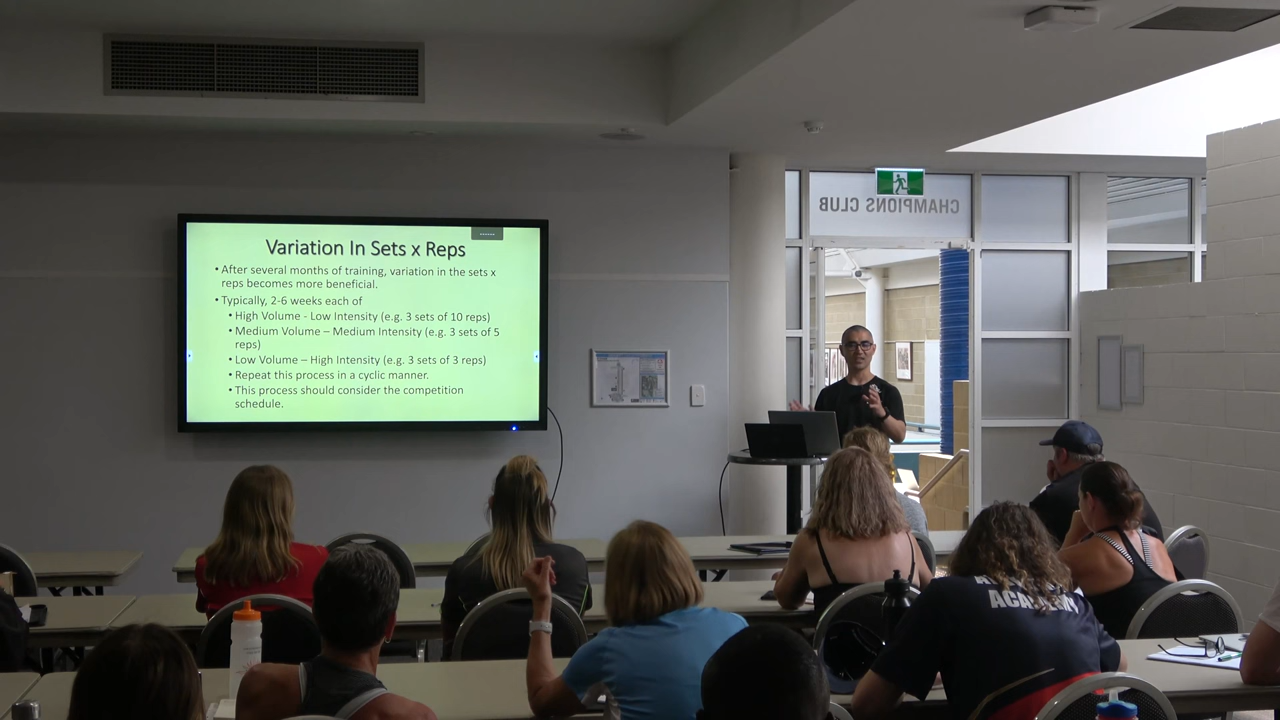 CHAMPIONS CLUB
Variation In Sets x Reps
• After several months of training, variation in the sets x
reps becomes more beneficial.
• Typically, 2-6 weeks each of
• High Volume - Low Intensity (e.g. 3 sets of 10 reps)
• Medium Volume – Medium Intensity (e.g. 3 sets of 5
reps)
• Low Volume – High Intensity (e.g. 3 sets of 3 reps)
• Repeat this process in a cyclic manner.
• This process should consider the competition
schedule.
ACADEMY